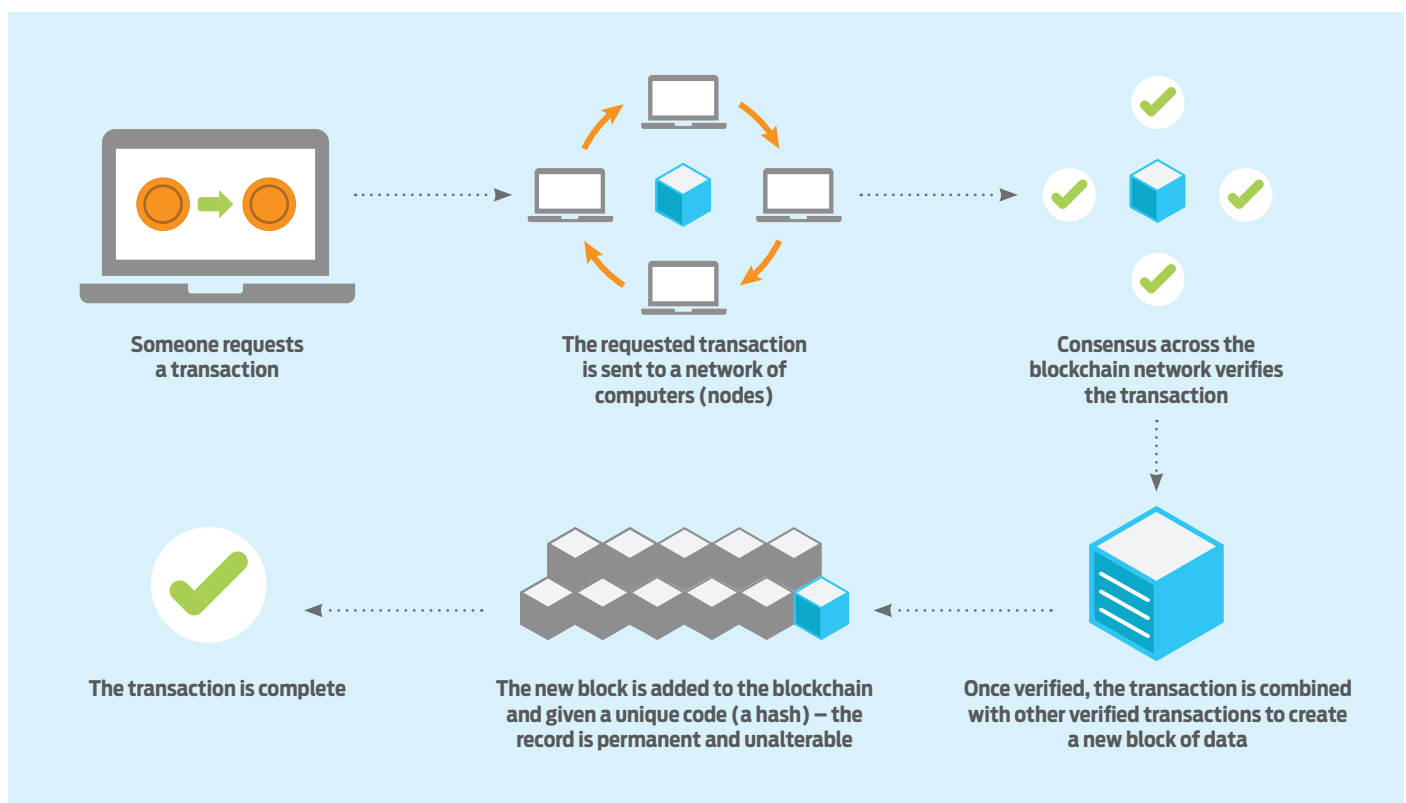 Someone requests
a transaction
The requested transaction
is sent to a network of
computers (nodes)
Consensus across the
blockchain network verifies
the transaction
Once verified, the transaction is combined
with other verified transactions to create
a new block of data
The new block is added to the blockchain
and given a unique code (a hash) – the
record is permanent and unalterable
The transaction is complete